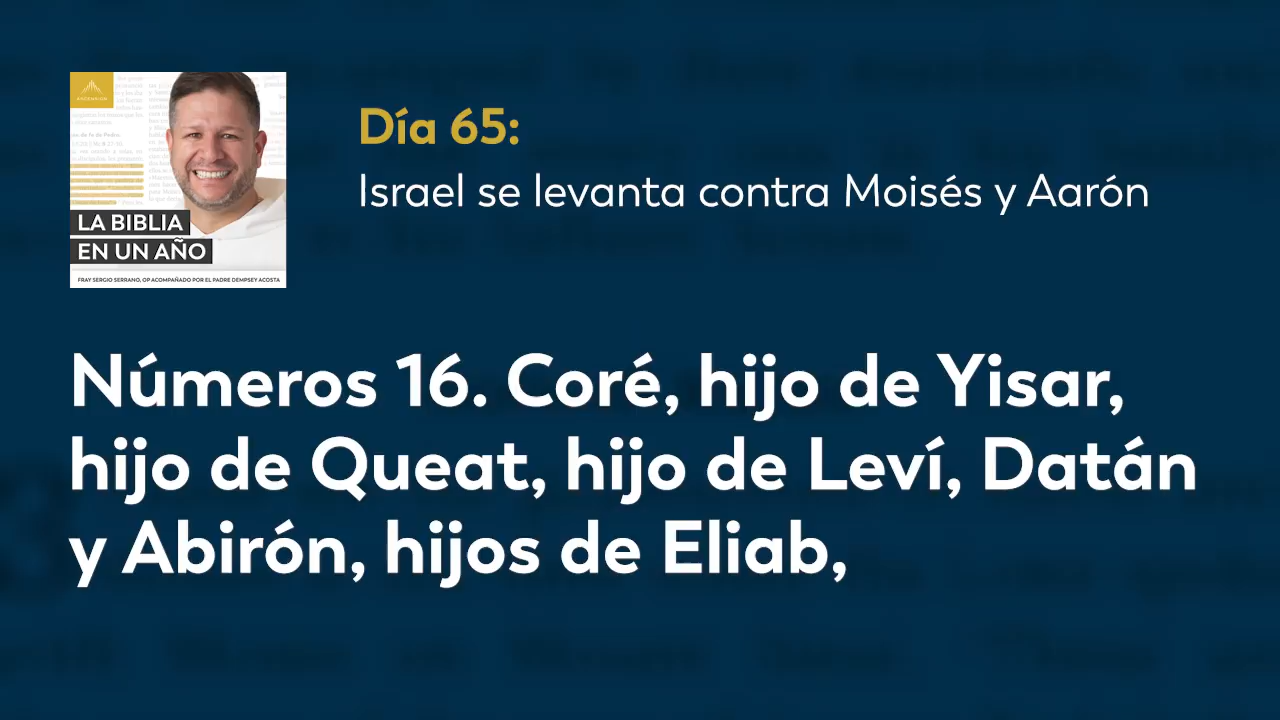 ASCENSION
LA BIBLIA
EN UN AÑO
FRAY SERGIO SERRANO, OP ACOMPAÑADO POR EL PADRE DEMPSEY ACOSTA
Día 65:
Israel se levanta contra Moisés y Aarón
Números 16. Coré, hijo de Yisar,
hijo de Queat, hijo de Leví, Datán
y Abirón, hijos de Eliab,